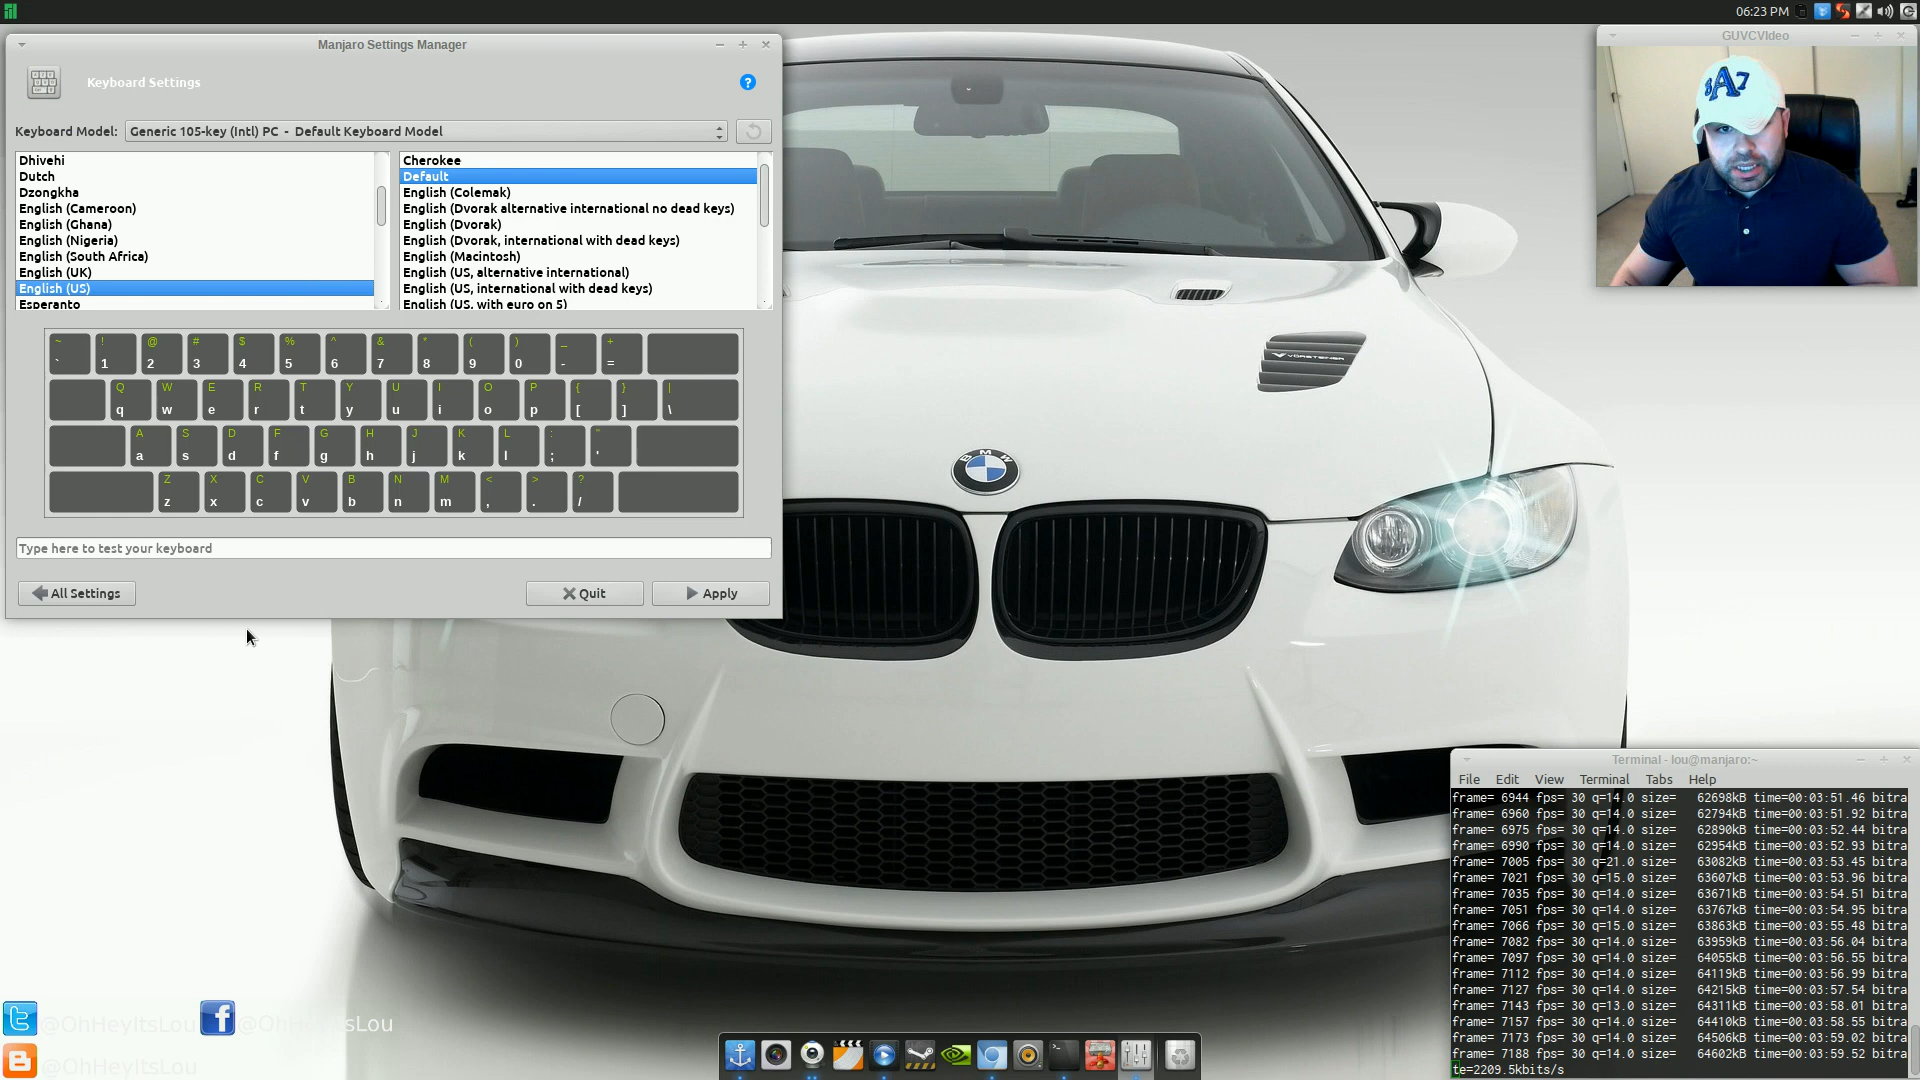 06:23 PM
Manjaro Settings Manager
Keyboard Settings
?
Keyboard Model: Generic 105-key (Intl) PC - Default Keyboard Model
Dhivehi
Dutch
Dzongkha
English (Cameroon)
English (Ghana)
English (Nigeria)
English (South Africa)
English (UK)
English (US)
Esperanto
Cherokee
Default
English (Colemak)
English (Dvorak alternative international no dead keys)
English (Dvorak)
English (Dvorak, international with dead keys)
English (Macintosh)
English (US, alternative international)
English (US, international with dead keys)
English (US, with euro on 5)
~ ! @ # $ % ^ & * ( ) _ +
` 1 2 3 4 5 6 7 8 9 0 - =
Q W E R T Y U I O P { } |
q w e r t y u i o p [ ] \
A S D F G H J K L : "
a s d f g h j k l ; '
Z X C V B N M < > ?
z x c v b n m , . /
Type here to test your keyboard
All Settings
Quit
Apply
GUVCVIdeo
A7
VORSTEINER
BMW
Terminal - lou@manjaro:~
File Edit View Terminal Tabs Help
frame= 6944 fps= 30 q=14.0 size=   62698kB time=00:03:51.46 bitra
frame= 6960 fps= 30 q=14.0 size=   62794kB time=00:03:51.92 bitra
frame= 6975 fps= 30 q=14.0 size=   62890kB time=00:03:52.44 bitra
frame= 6990 fps= 30 q=14.0 size=   62954kB time=00:03:52.93 bitra
frame= 7005 fps= 30 q=21.0 size=   63082kB time=00:03:53.45 bitra
frame= 7021 fps= 30 q=15.0 size=   63607kB time=00:03:53.96 bitra
frame= 7035 fps= 30 q=14.0 size=   63671kB time=00:03:54.51 bitra
frame= 7051 fps= 30 q=14.0 size=   63767kB time=00:03:54.95 bitra
frame= 7066 fps= 30 q=15.0 size=   63863kB time=00:03:55.48 bitra
frame= 7082 fps= 30 q=14.0 size=   63959kB time=00:03:56.04 bitra
frame= 7097 fps= 30 q=14.0 size=   64055kB time=00:03:56.55 bitra
frame= 7112 fps= 30 q=14.0 size=   64119kB time=00:03:56.99 bitra
frame= 7127 fps= 30 q=14.0 size=   64215kB time=00:03:57.54 bitra
frame= 7143 fps= 30 q=13.0 size=   64311kB time=00:03:58.01 bitra
frame= 7157 fps= 30 q=14.0 size=   64410kB time=00:03:58.55 bitra
frame= 7173 fps= 30 q=14.0 size=   64506kB time=00:03:59.02 bitra
frame= 7188 fps= 30 q=14.0 size=   64602kB time=00:03:59.52 bitra
te=2209.5kbits/s
@OhHeyItsLou
@OhHeyItsLou
@OhHeyItsLou